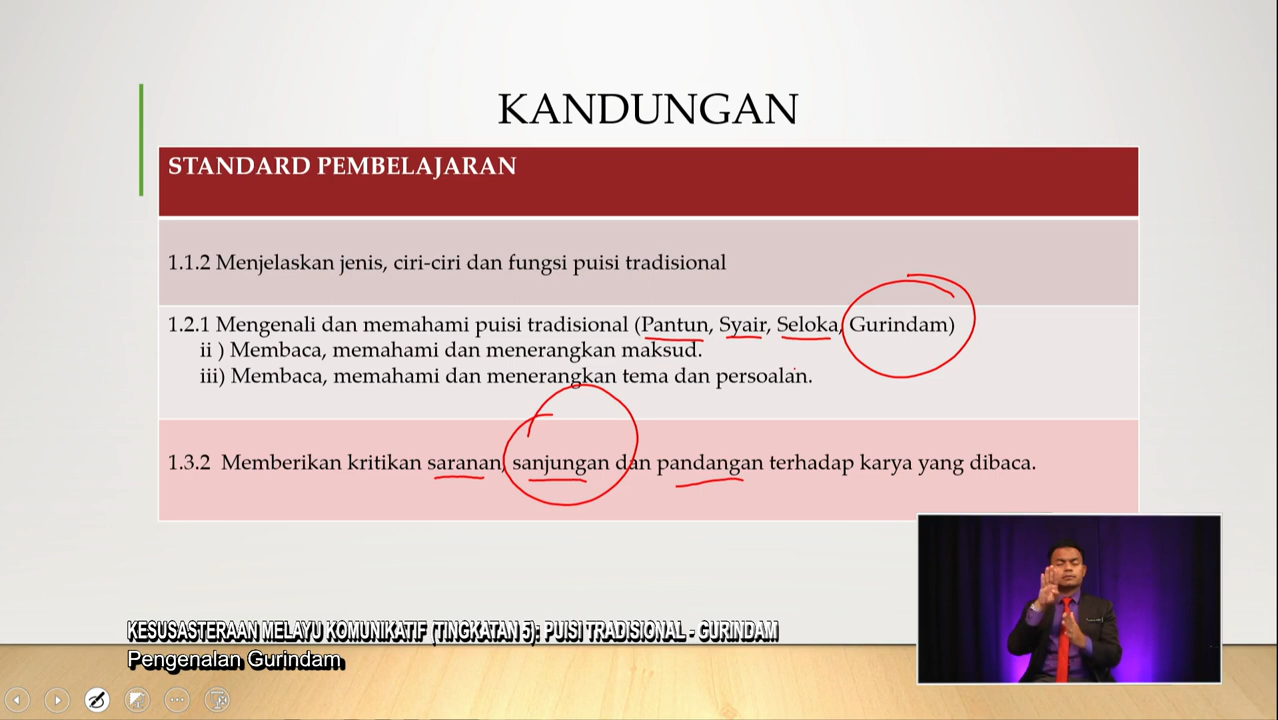 KANDUNGAN
STANDARD PEMBELAJARAN
1.1.2 Menjelaskan jenis, ciri-ciri dan fungsi puisi tradisional
1.2.1 Mengenali dan memahami puisi tradisional (Pantun, Syair, Seloka, Gurindam)
ii ) Membaca, memahami dan menerangkan maksud.
iii) Membaca, memahami dan menerangkan tema dan persoalan.
1.3.2 Memberikan kritikan saranan, sanjungan dan pandangan terhadap karya yang dibaca.
KESUSASTERAAN MELAYU KOMUNIKATIF (TINGKATAN 5): PUISI TRADISIONAL - GURINDAM
Pengenalan Gurindam